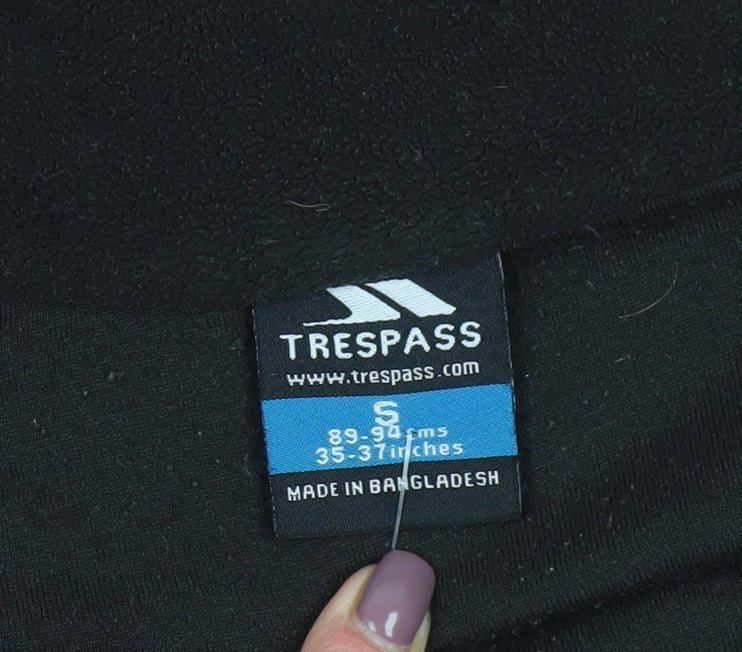 TRESPASS
www.trespass.com
S
89-94cms
35-37inches
MADE IN BANGLADESH